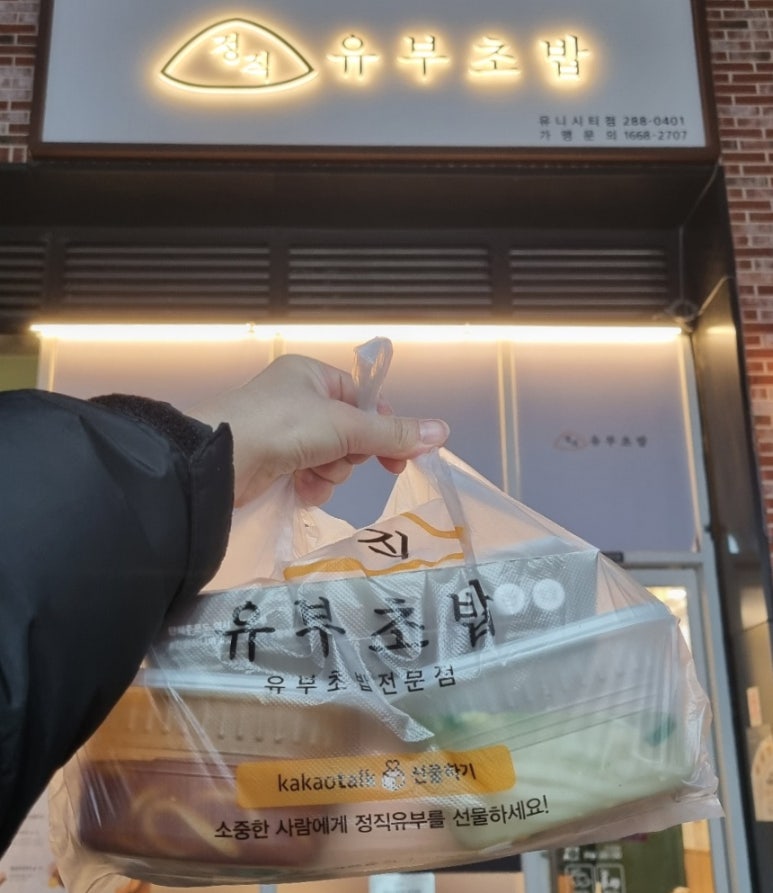 정직 유부초밥
유니시티점 288-0401
가맹문의 1668-2707
유부초밥
직
유부초밥
유부초밥전문점
kakaotalk 선물하기
소중한 사람에게 정직유부를 선물하세요!